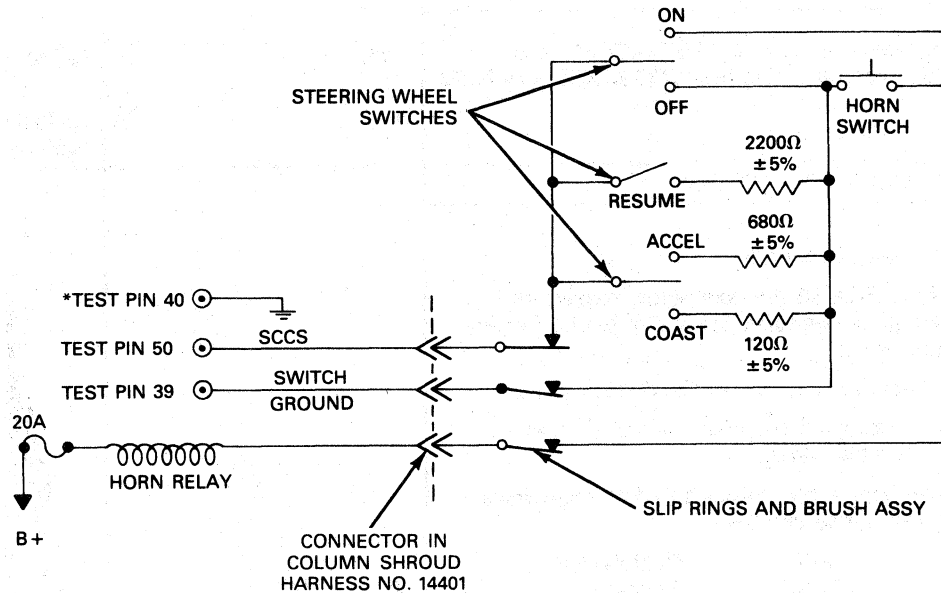 ON
STEERING WHEEL
SWITCHES
OFF
HORN
SWITCH
2200Ω
±5%
RESUME
ACCEL
680Ω
±5%
*TEST PIN 40
SCCS
TEST PIN 50
COAST
120Ω
±5%
TEST PIN 39
SWITCH
GROUND
20A
HORN RELAY
SLIP RINGS AND BRUSH ASSY
B+
CONNECTOR IN
COLUMN SHROUD
HARNESS NO. 14401